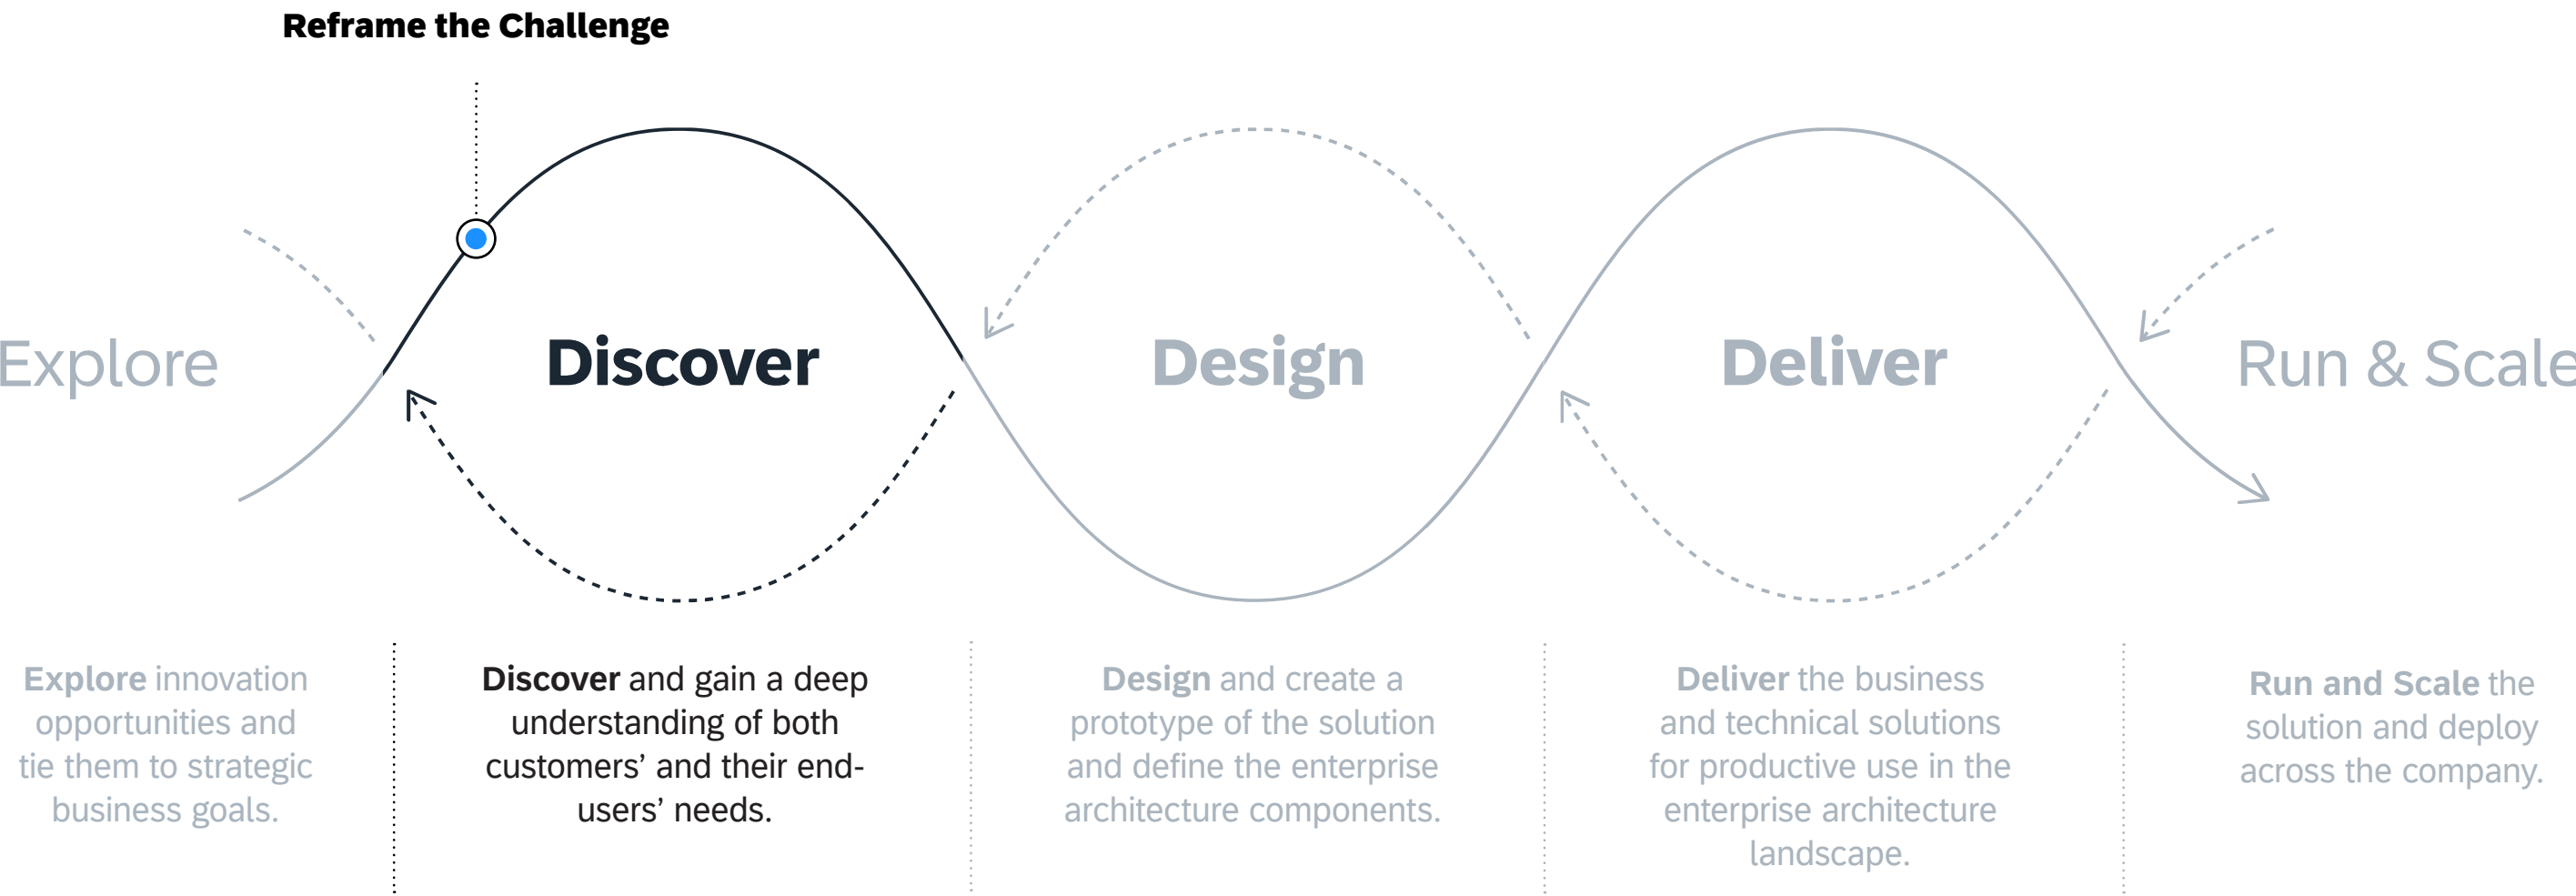 Reframe the Challenge
Explore
Discover
Design
Deliver
Run & Scale
Explore innovation
opportunities and
tie them to strategic
business goals.
Discover and gain a deep
understanding of both
customers’ and their end-
users’ needs.
Design and create a
prototype of the solution
and define the enterprise
architecture components.
Deliver the business
and technical solutions
for productive use in the
enterprise architecture
landscape.
Run and Scale the
solution and deploy
across the company.